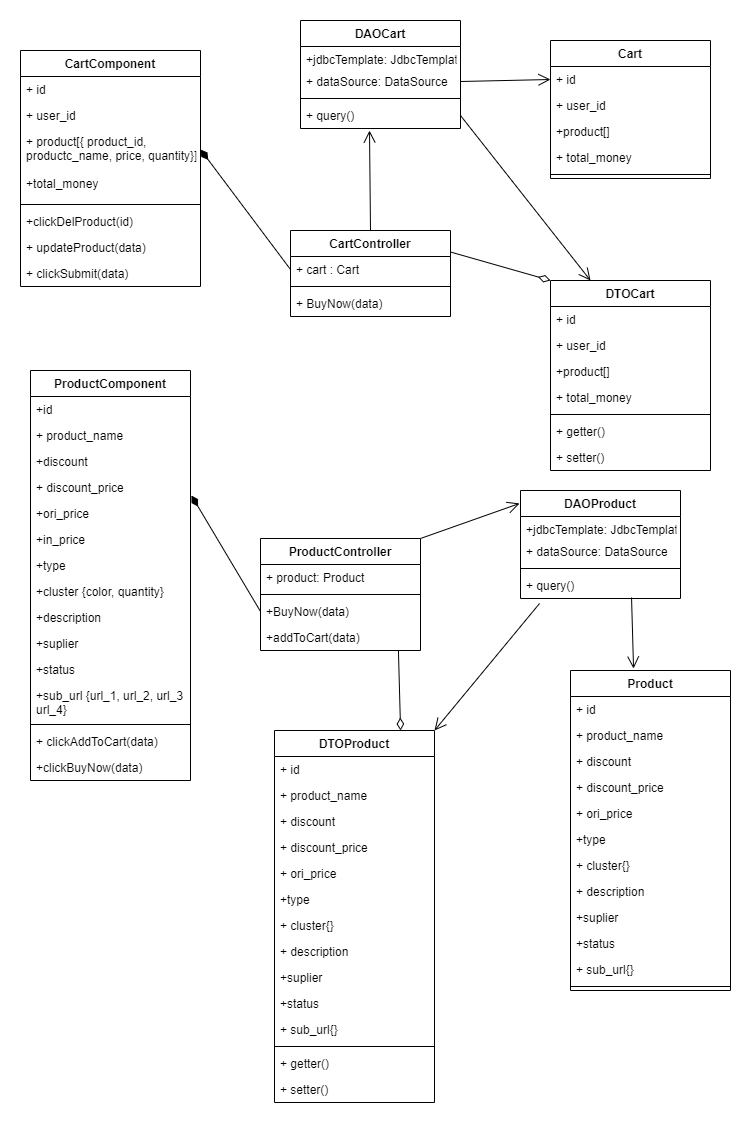 DAOCart
+jdbcTemplate: JdbcTemplat
+ dataSource: DataSource
+ query()
Cart
+ id
+ user_id
+product[]
+ total_money
CartComponent
+ id
+ user_id
+ product[{ product_id,
productc_name, price, quantity}]
+total_money
+clickDelProduct(id)
+ updateProduct(data)
+ clickSubmit(data)
CartController
+ cart : Cart
+ BuyNow(data)
DTOCart
+ id
+ user_id
+product[]
+ total_money
+ getter()
+ setter()
ProductComponent
+id
+ product_name
+discount
+ discount_price
+ori_price
+in_price
+type
+cluster {color, quantity}
+description
+suplier
+status
+sub_url {url_1, url_2, url_3
url_4}
+ clickAddToCart(data)
+clickBuyNow(data)
ProductController
+ product: Product
+BuyNow(data)
+addToCart(data)
DAOProduct
+jdbcTemplate: JdbcTemplat
+ dataSource: DataSource
+ query()
DTOProduct
+ id
+ product_name
+ discount
+ discount_price
+ ori_price
+type
+ cluster{}
+ description
+suplier
+status
+ sub_url{}
+ getter()
+ setter()
Product
+ id
+ product_name
+ discount
+ discount_price
+ ori_price
+type
+ cluster{}
+ description
+suplier
+status
+ sub_url{}